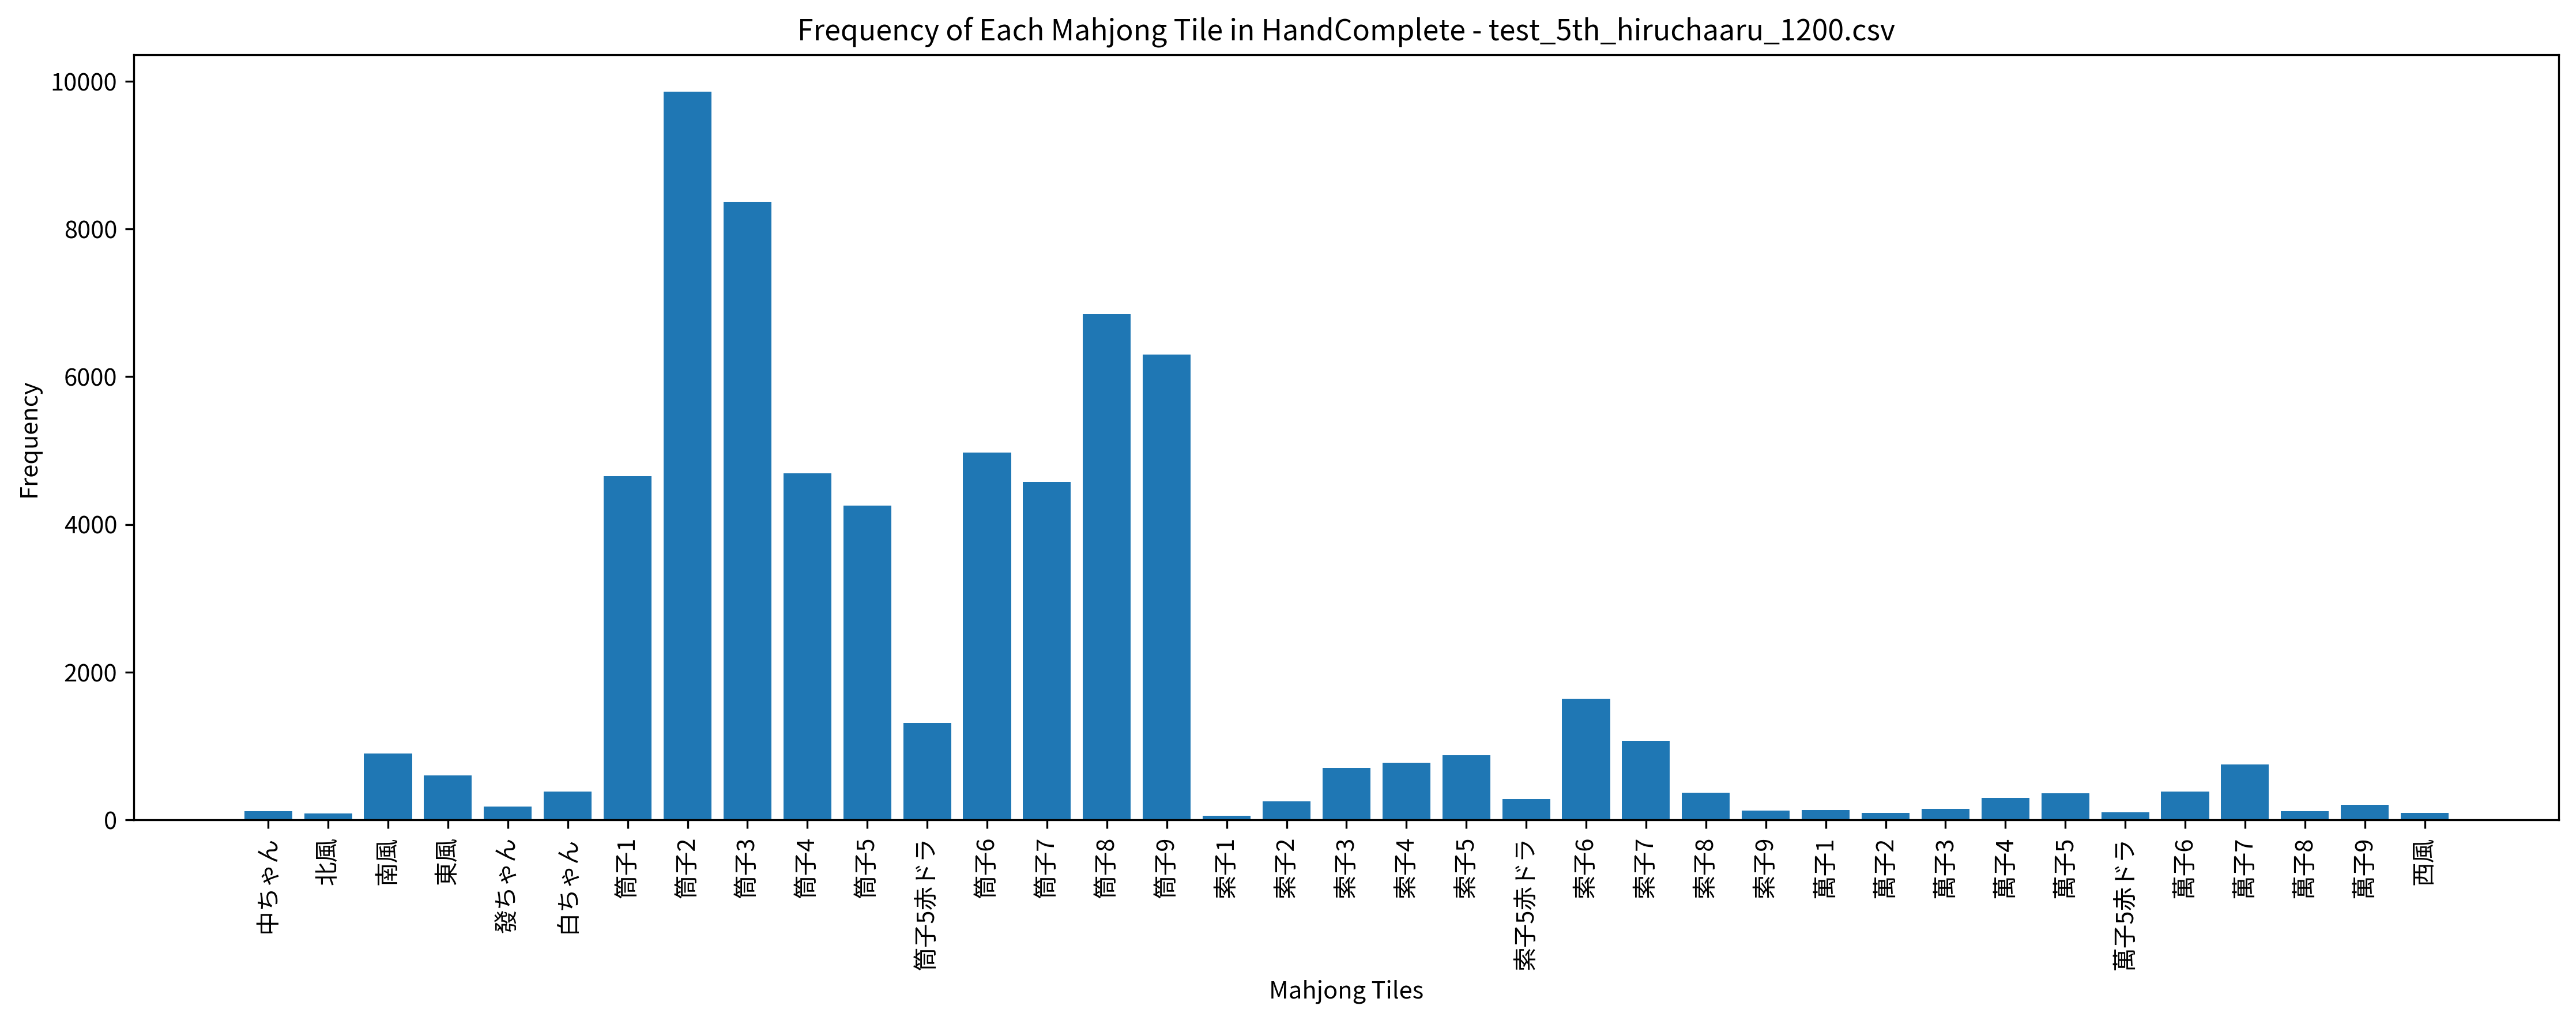 Frequency of Each Mahjong Tile in HandComplete - test_5th_hiruchaaru_1200.csv
Frequency
10000
8000
6000
4000
2000
0
中ちゃん
北風
南風
東風
發ちゃん
白ちゃん
筒子1
筒子2
筒子3
筒子4
筒子5
筒子5赤ドラ
筒子6
筒子7
筒子8
筒子9
索子1
索子2
索子3
索子4
索子5
索子5赤ドラ
索子6
索子7
索子8
索子9
萬子1
萬子2
萬子3
萬子4
萬子5
萬子5赤ドラ
萬子6
萬子7
萬子8
萬子9
西風
Mahjong Tiles